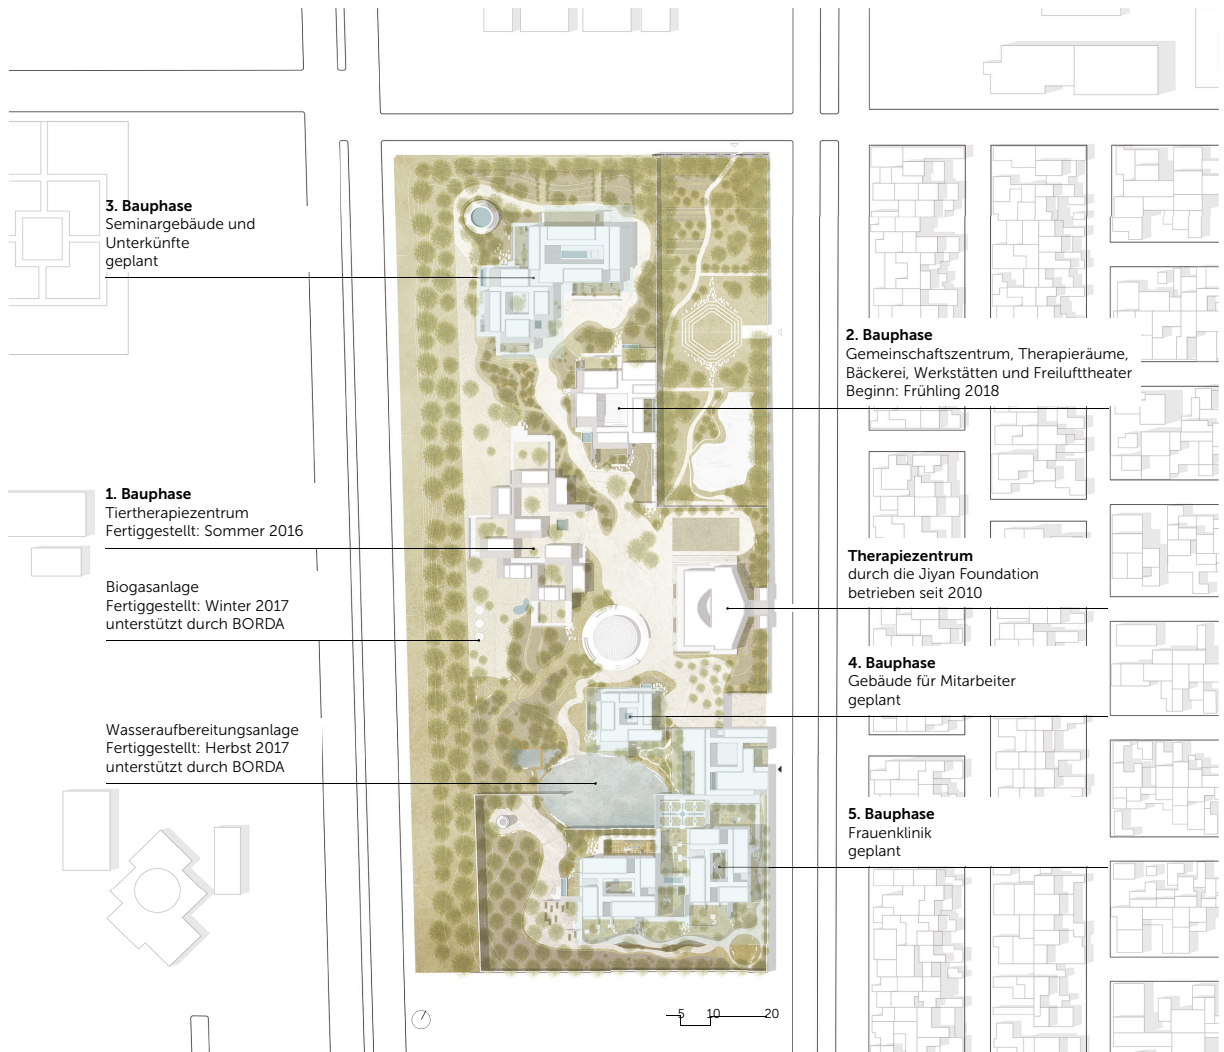 3. Bauphase
Seminargebäude und
Unterkünfte
geplant
2. Bauphase
Gemeinschaftszentrum, Therapieräume,
Bäckerei, Werkstätten und Freilufttheater
Beginn: Frühling 2018
1. Bauphase
Tiertherapiezentrum
Fertiggestellt: Sommer 2016
Biogasanlage
Fertiggestellt: Winter 2017
unterstützt durch BORDA
Therapiezentrum
durch die Jiyan Foundation
betrieben seit 2010
4. Bauphase
Gebäude für Mitarbeiter
geplant
Wasseraufbereitungsanlage
Fertiggestellt: Herbst 2017
unterstützt durch BORDA
5. Bauphase
Frauenklinik
geplant
5 10 20